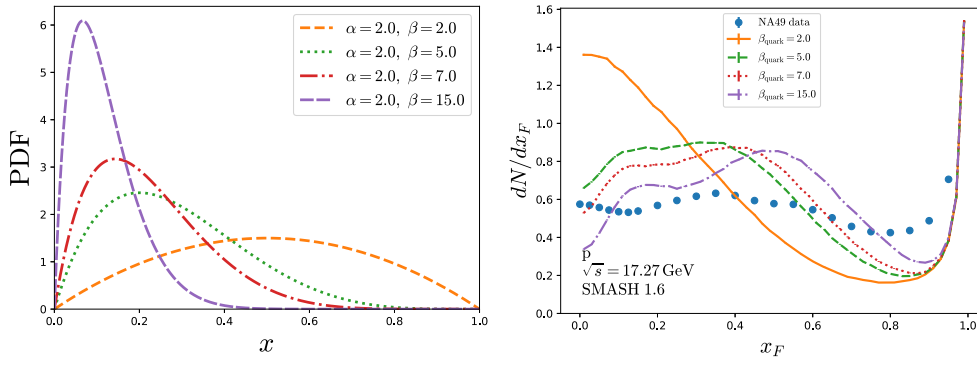 PDF
6
5
4
3
2
1
0
0.0 0.2 0.4 0.6 0.8 1.0
x
α = 2.0, β = 2.0
α = 2.0, β = 5.0
α = 2.0, β = 7.0
α = 2.0, β = 15.0
dN/dx_F
1.6
1.4
1.2
1.0
0.8
0.6
0.4
0.2
0.0
0.0 0.2 0.4 0.6 0.8 1.0
x_F
NA49 data
β_quark = 2.0
β_quark = 5.0
β_quark = 7.0
β_quark = 15.0
p
√s = 17.27 GeV
SMASH 1.6